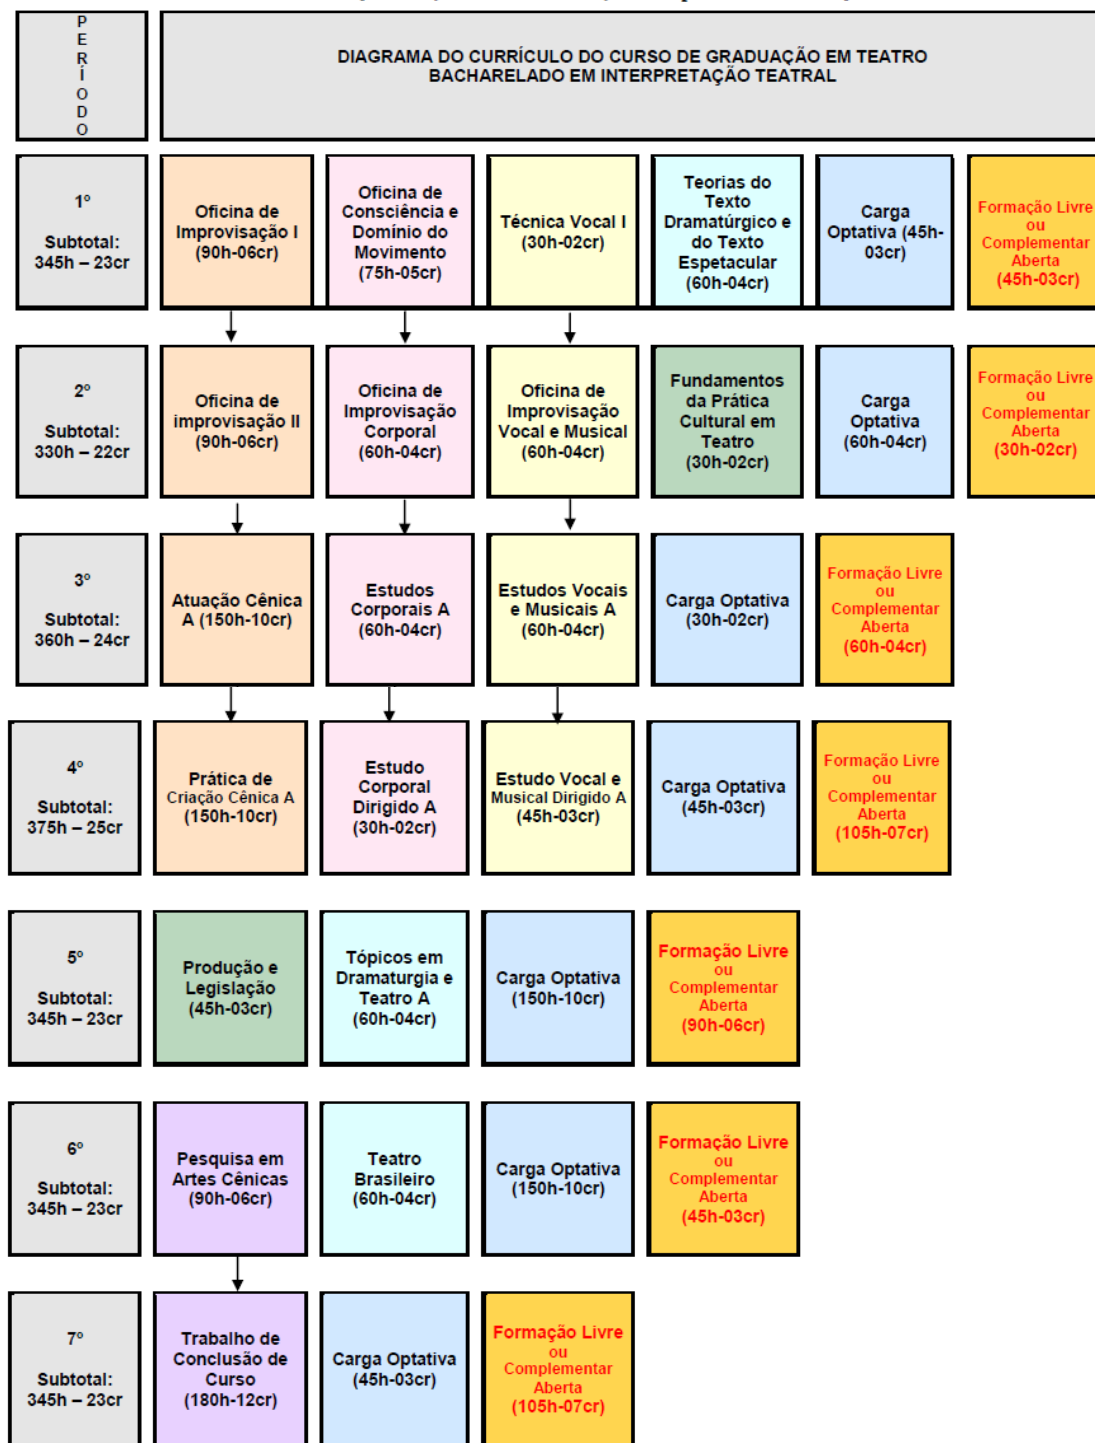 P
E
R
Í
O
D
O
DIAGRAMA DO CURRÍCULO DO CURSO DE GRADUAÇÃO EM TEATRO
BACHARELADO EM INTERPRETAÇÃO TEATRAL
1º
Subtotal:
345h – 23cr
Oficina de
Improvisação I
(90h-06cr)
Oficina de
Consciência e
Domínio do
Movimento
(75h-05cr)
Técnica Vocal I
(30h-02cr)
Teorias do
Texto
Dramatúrgico e
do Texto
Espetacular
(60h-04cr)
Carga
Optativa (45h-
03cr)
Formação Livre
ou
Complementar
Aberta
(45h-03cr)
2º
Subtotal:
330h – 22cr
Oficina de
improvisação II
(90h-06cr)
Oficina de
Improvisação
Corporal
(60h-04cr)
Oficina de
Improvisação
Vocal e Musical
(60h-04cr)
Fundamentos
da Prática
Cultural em
Teatro
(30h-02cr)
Carga
Optativa
(60h-04cr)
Formação Livre
ou
Complementar
Aberta
(30h-02cr)
3º
Subtotal:
360h – 24cr
Atuação Cênica
A (150h-10cr)
Estudos
Corporais A
(60h-04cr)
Estudos Vocais
e Musicais A
(60h-04cr)
Carga Optativa
(30h-02cr)
Formação Livre
ou
Complementar
Aberta
(60h-04cr)
4º
Subtotal:
375h – 25cr
Prática de
Criação Cênica A
(150h-10cr)
Estudo
Corporal
Dirigido A
(30h-02cr)
Estudo Vocal e
Musical Dirigido A
(45h-03cr)
Carga Optativa
(45h-03cr)
Formação Livre
ou
Complementar
Aberta
(105h-07cr)
5º
Subtotal:
345h – 23cr
Produção e
Legislação
(45h-03cr)
Tópicos em
Dramaturgia e
Teatro A
(60h-04cr)
Carga Optativa
(150h-10cr)
Formação Livre
ou
Complementar
Aberta
(90h-06cr)
6º
Subtotal:
345h – 23cr
Pesquisa em
Artes Cênicas
(90h-06cr)
Teatro
Brasileiro
(60h-04cr)
Carga Optativa
(150h-10cr)
Formação Livre
ou
Complementar
Aberta
(45h-03cr)
7º
Subtotal:
345h – 23cr
Trabalho de
Conclusão de
Curso
(180h-12cr)
Carga Optativa
(45h-03cr)
Formação Livre
ou
Complementar
Aberta
(105h-07cr)